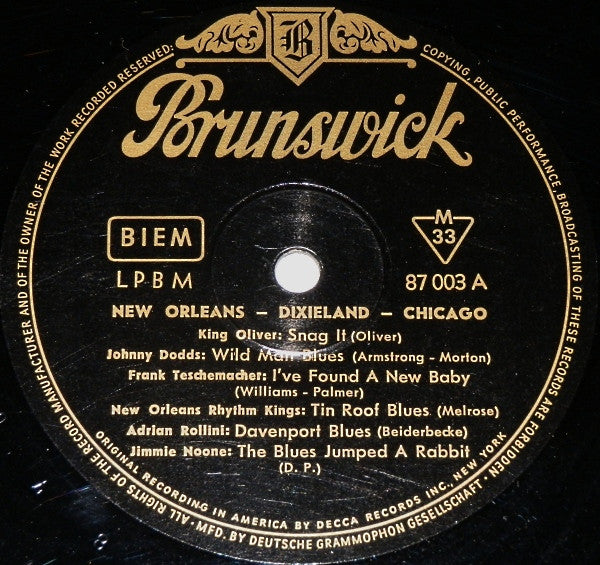 B
Brunswick
BIEM
M
33
LPBM
87 003 A
NEW ORLEANS – DIXIELAND – CHICAGO
King Oliver: Snag It (Oliver)
Johnny Dodds: Wild Man Blues (Armstrong - Morton)
Frank Teschemacher: I've Found A New Baby
(Williams - Palmer)
New Orleans Rhythm Kings: Tin Roof Blues (Melrose)
Adrian Rollini: Davenport Blues (Beiderbecke)
Jimmie Noone: The Blues Jumped A Rabbit
(D. P.)
ORIGINAL RECORDING IN AMERICA BY DECCA RECORDS INC., NEW YORK
ALL RIGHTS OF THE RECORD MANUFACTURER AND OF THE OWNER OF THE WORK RECORDED RESERVED: COPYING, PUBLIC PERFORMANCE, BROADCASTING OF THESE RECORDS ARE FORBIDDEN
· MFD. BY DEUTSCHE GRAMMOPHON GESELLSCHAFT ·